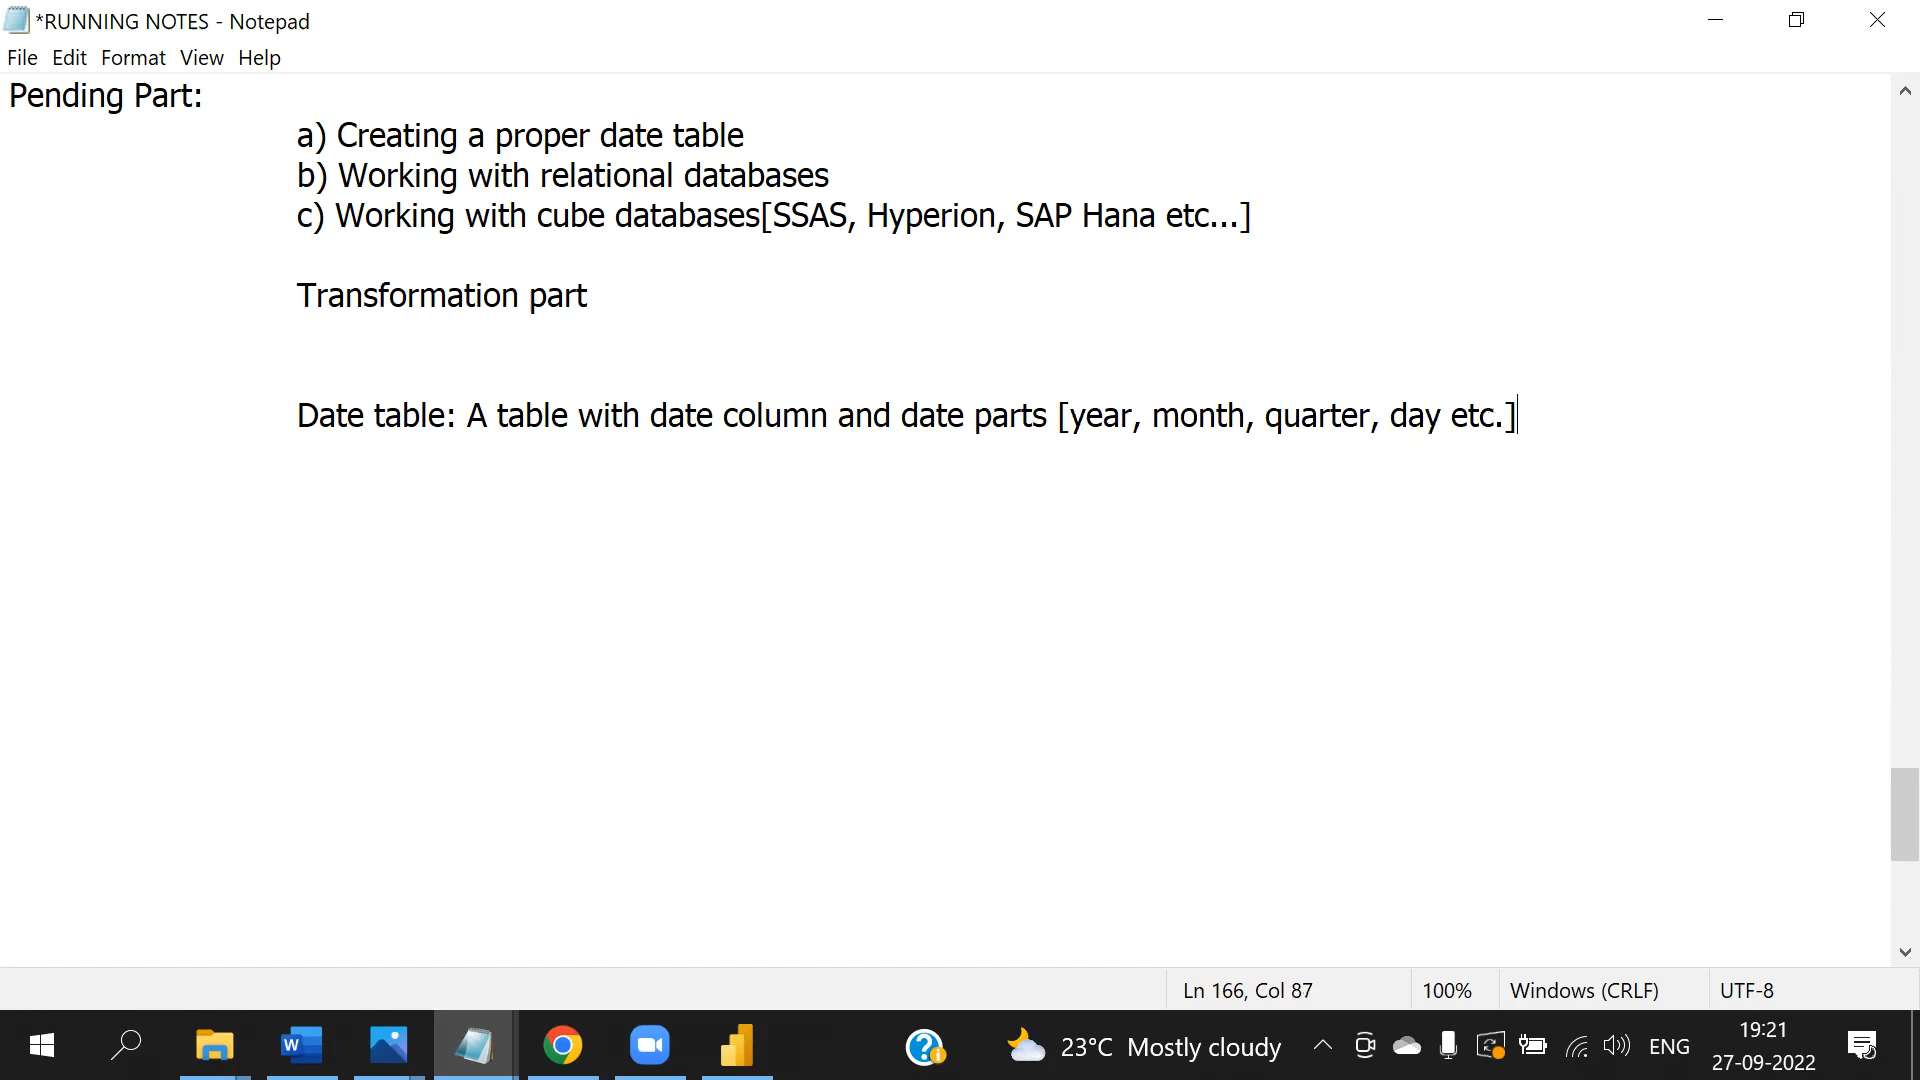 *RUNNING NOTES - Notepad
File Edit Format View Help
Pending Part:
a) Creating a proper date table
b) Working with relational databases
c) Working with cube databases[SSAS, Hyperion, SAP Hana etc...]
Transformation part
Date table: A table with date column and date parts [year, month, quarter, day etc.]
Ln 166, Col 87 100% Windows (CRLF) UTF-8
23°C Mostly cloudy ENG 19:21
27-09-2022